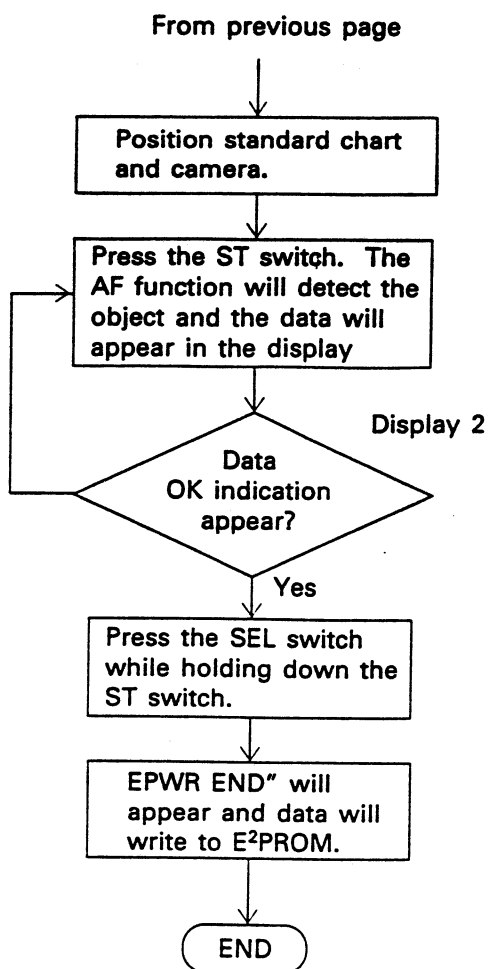 From previous page
Position standard chart
and camera.
Press the ST switch. The
AF function will detect the
object and the data will
appear in the display
Display 2
Data
OK indication
appear?
Yes
Press the SEL switch
while holding down the
ST switch.
EPWR END" will
appear and data will
write to E²PROM.
END